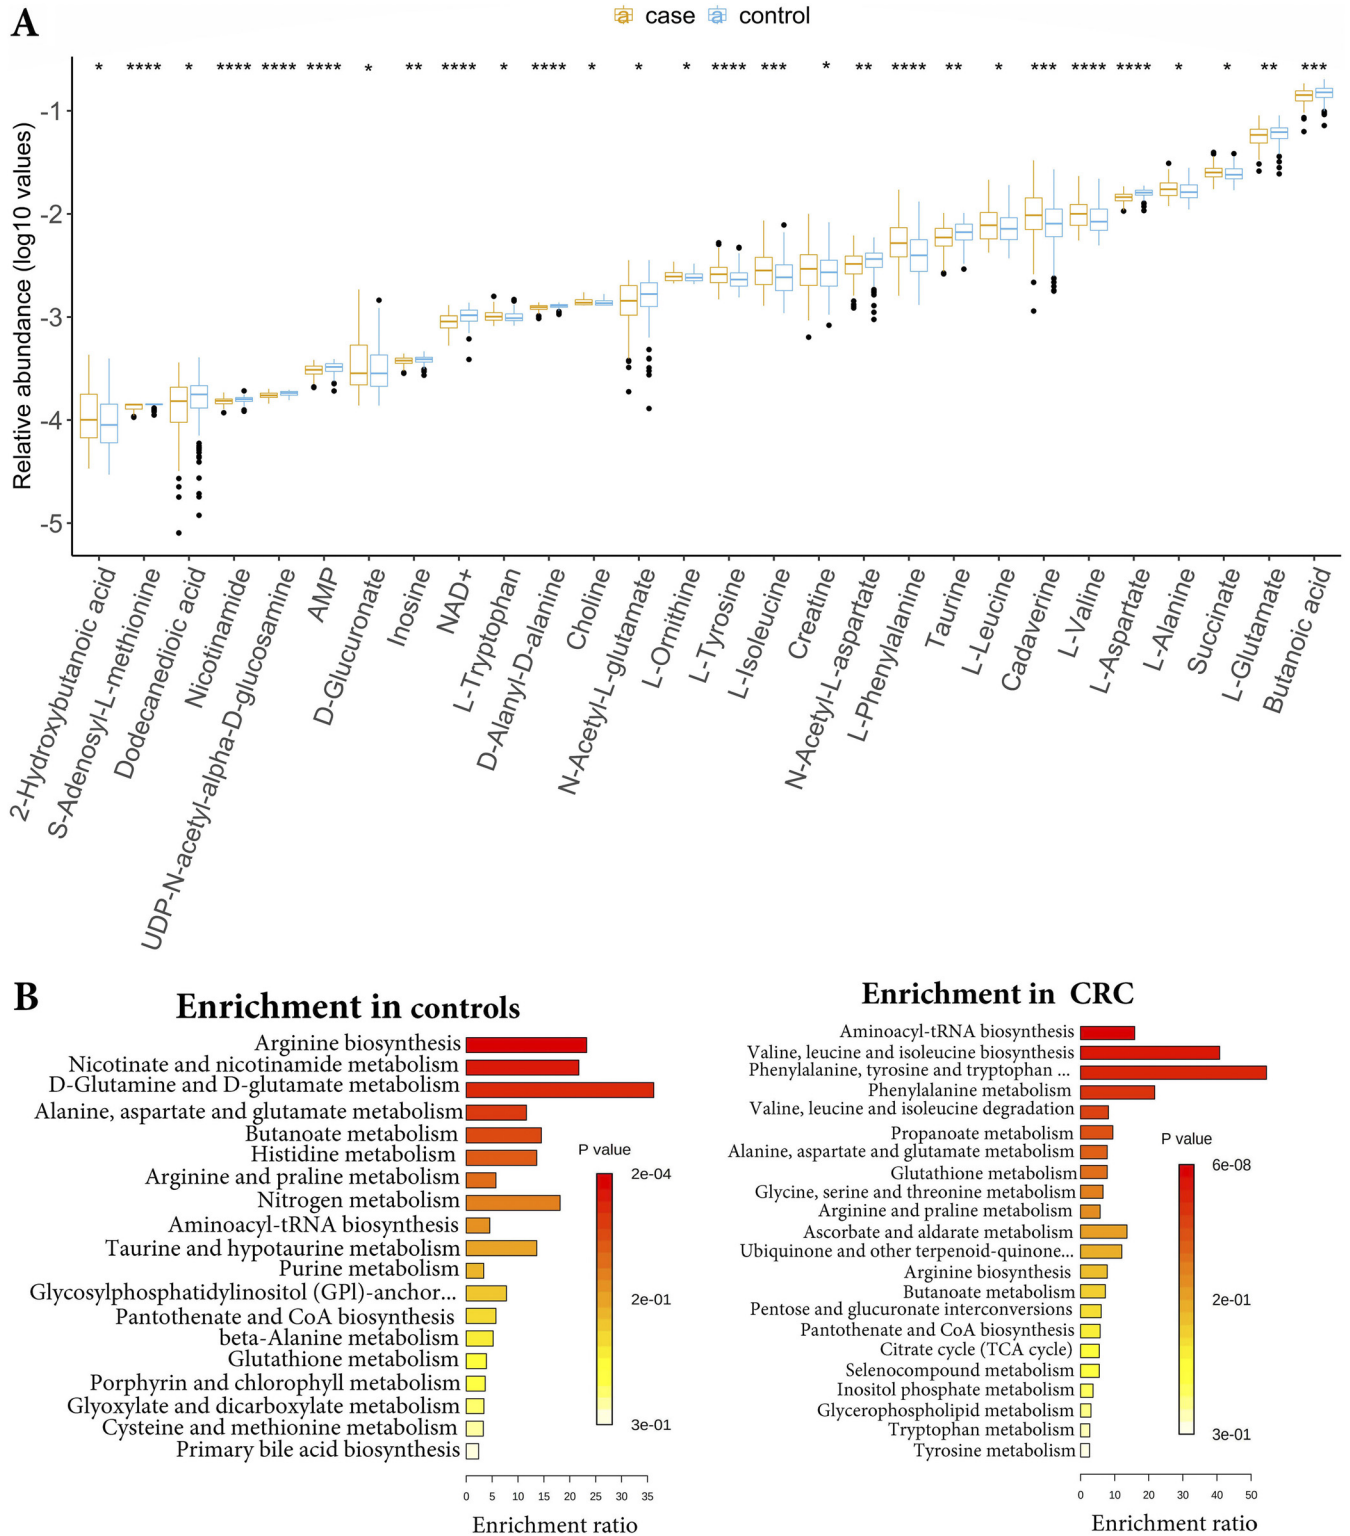 A
a case a control
* **** * **** **** **** * ** **** * **** * * * **** *** * ** **** ** * *** **** **** * * ** ***
Relative abundance (log10 values)
-1
-2
-3
-4
-5
2-Hydroxybutanoic acid
S-Adenosyl-L-methionine
Dodecanedioic acid
Nicotinamide
UDP-N-acetyl-alpha-D-glucosamine
AMP
D-Glucuronate
Inosine
NAD+
L-Tryptophan
D-Alanyl-D-alanine
Choline
N-Acetyl-L-glutamate
L-Ornithine
L-Tyrosine
L-Isoleucine
Creatine
N-Acetyl-L-aspartate
L-Phenylalanine
Taurine
L-Leucine
Cadaverine
L-Valine
L-Aspartate
L-Alanine
Succinate
L-Glutamate
Butanoic acid
B
Enrichment in controls
Arginine biosynthesis
Nicotinate and nicotinamide metabolism
D-Glutamine and D-glutamate metabolism
Alanine, aspartate and glutamate metabolism
Butanoate metabolism
Histidine metabolism
Arginine and praline metabolism
Nitrogen metabolism
Aminoacyl-tRNA biosynthesis
Taurine and hypotaurine metabolism
Purine metabolism
Glycosylphosphatidylinositol (GPl)-anchor...
Pantothenate and CoA biosynthesis
beta-Alanine metabolism
Glutathione metabolism
Porphyrin and chlorophyll metabolism
Glyoxylate and dicarboxylate metabolism
Cysteine and methionine metabolism
Primary bile acid biosynthesis
P value
2e-04
2e-01
3e-01
0 5 10 15 20 25 30 35
Enrichment ratio
Enrichment in CRC
Aminoacyl-tRNA biosynthesis
Valine, leucine and isoleucine biosynthesis
Phenylalanine, tyrosine and tryptophan ...
Phenylalanine metabolism
Valine, leucine and isoleucine degradation
Propanoate metabolism
Alanine, aspartate and glutamate metabolism
Glutathione metabolism
Glycine, serine and threonine metabolism
Arginine and praline metabolism
Ascorbate and aldarate metabolism
Ubiquinone and other terpenoid-quinone...
Arginine biosynthesis
Butanoate metabolism
Pentose and glucuronate interconversions
Pantothenate and CoA biosynthesis
Citrate cycle (TCA cycle)
Selenocompound metabolism
Inositol phosphate metabolism
Glycerophospholipid metabolism
Tryptophan metabolism
Tyrosine metabolism
P value
6e-08
2e-01
3e-01
0 10 20 30 40 50
Enrichment ratio